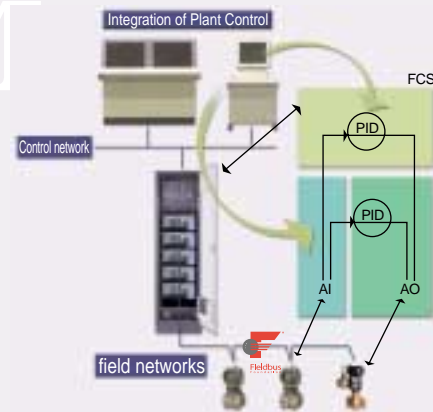 Integration of Plant Control
FCS
PID
Control network
PID
AI
AO
Fieldbus
field networks